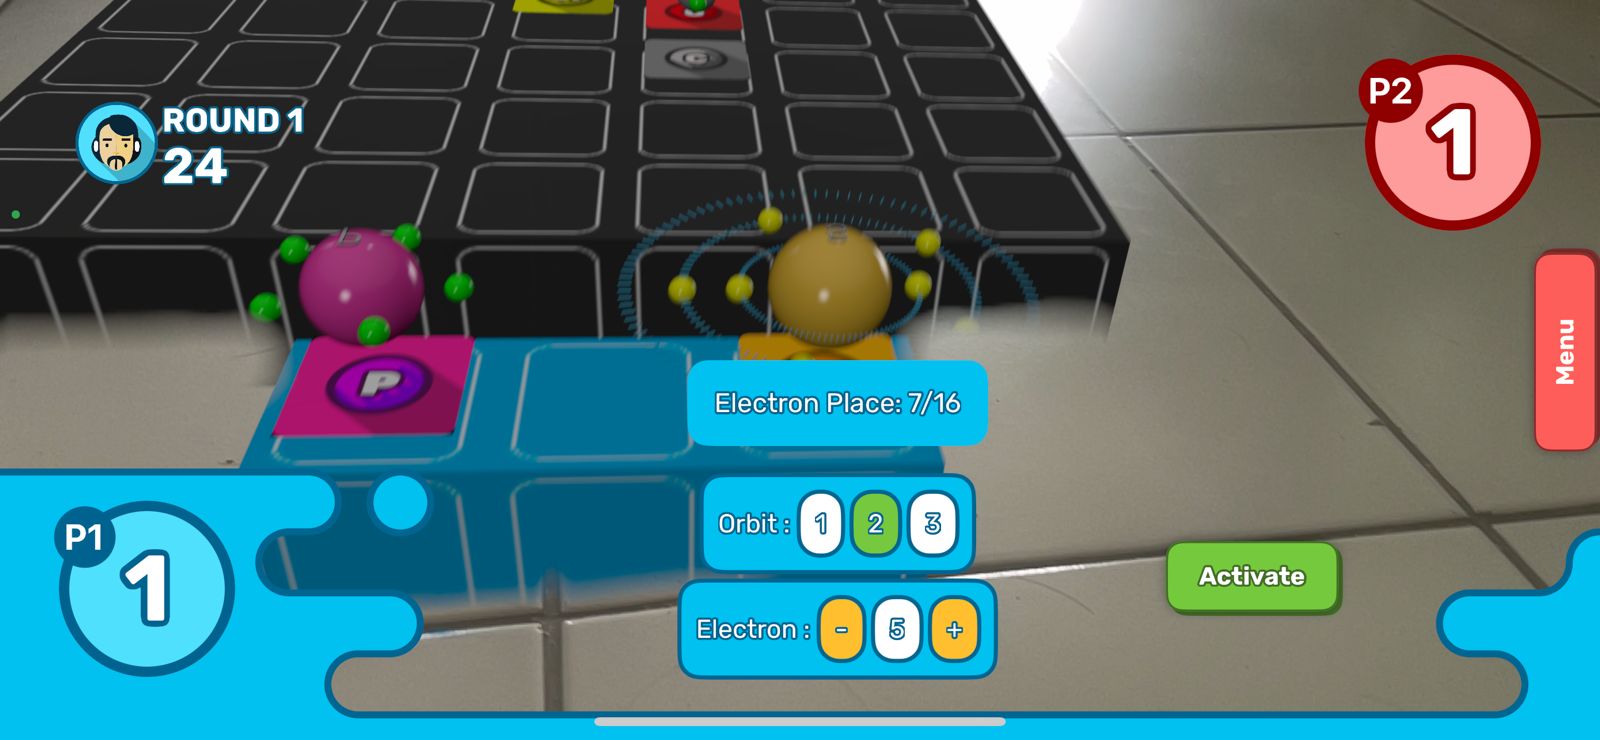 C
ROUND 1
24
P2
1
P
Menu
Electron Place: 7/16
Orbit : 1 2 3
Electron : - 5 +
Activate
P1
1